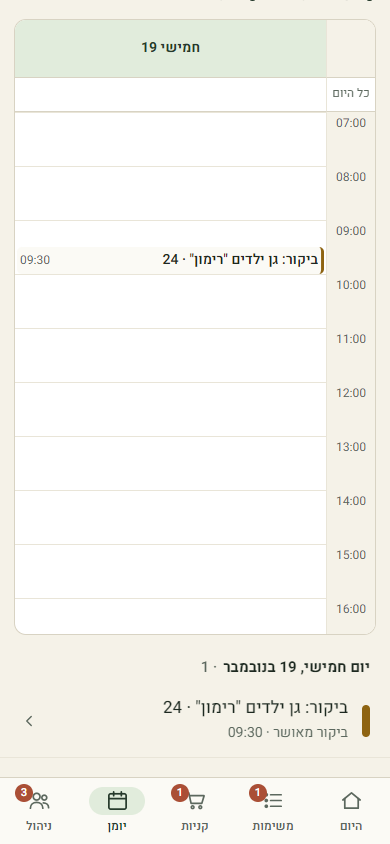 חמישי 19
כל היום
07:00
08:00
09:00
ביקור: גן ילדים "רימון" · 24
09:30
10:00
11:00
12:00
13:00
14:00
15:00
16:00
יום חמישי, 19 בנובמבר · 1
ביקור: גן ילדים "רימון" · 24
ביקור מאושר · 09:30
היום
1 משימות
1 קניות
יומן
3 ניהול